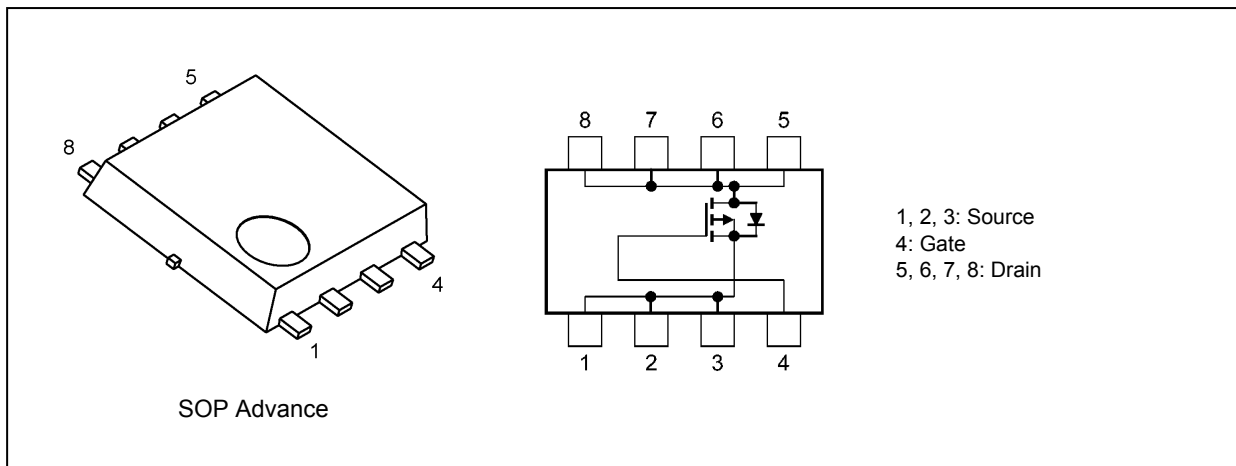 5
8
4
1
SOP Advance
8 7 6 5
1 2 3 4
1, 2, 3: Source
4: Gate
5, 6, 7, 8: Drain